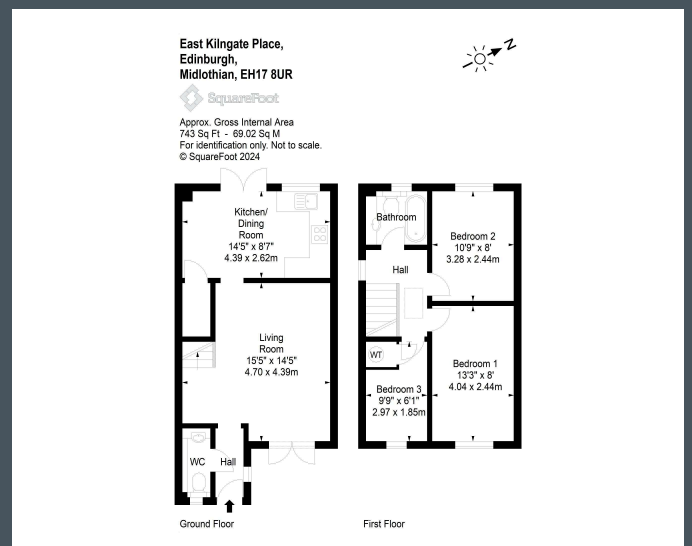 East Kilngate Place,
Edinburgh,
Midlothian, EH17 8UR
SquareFoot
Approx. Gross Internal Area
743 Sq Ft - 69.02 Sq M
For identification only. Not to scale.
© SquareFoot 2024
N
Kitchen/
Dining
Room
14'5" x 8'7"
4.39 x 2.62m
Living
Room
15'5" x 14'5"
4.70 x 4.39m
WC
Hall
Ground Floor
Bathroom
Bedroom 2
10'9" x 8'
3.28 x 2.44m
Hall
WT
Bedroom 1
13'3" x 8'
4.04 x 2.44m
Bedroom 3
9'9" x 6'1"
2.97 x 1.85m
First Floor